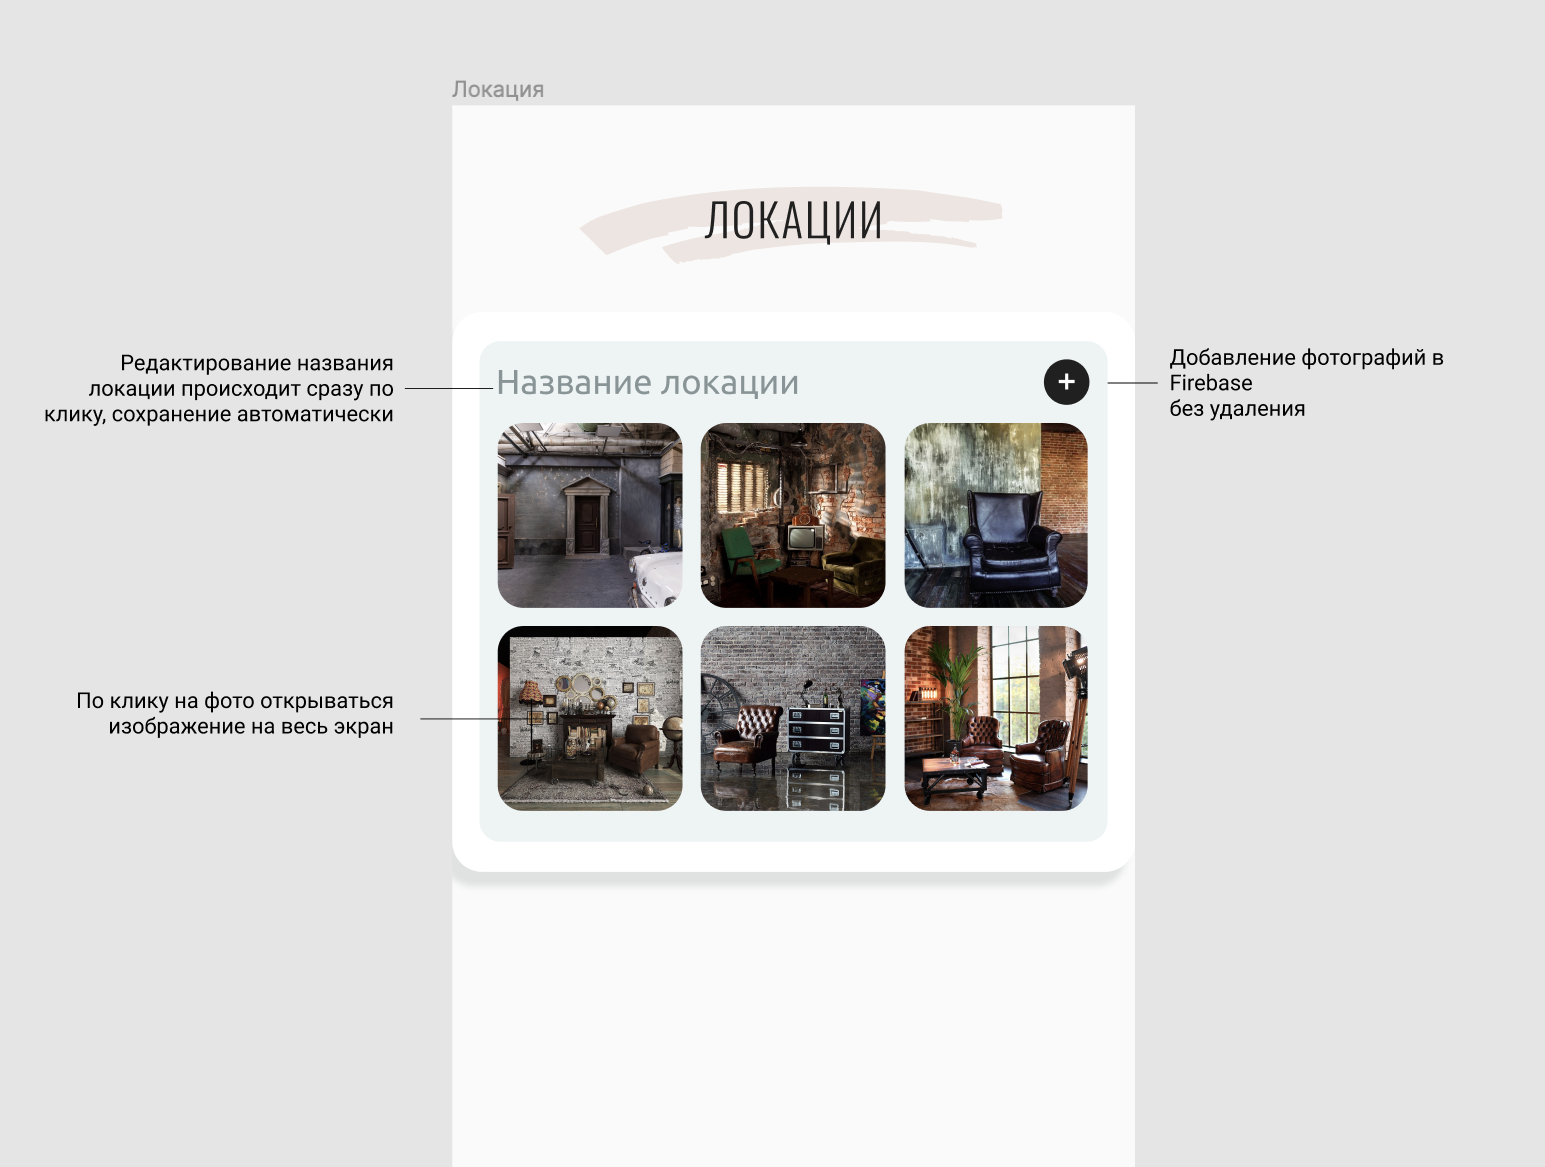 Локация
ЛОКАЦИИ
Редактирование названия
локации происходит сразу по
клику, сохранение автоматически
Название локации
+
Добавление фотографий в
Firebase
без удаления
По клику на фото открываться
изображение на весь экран